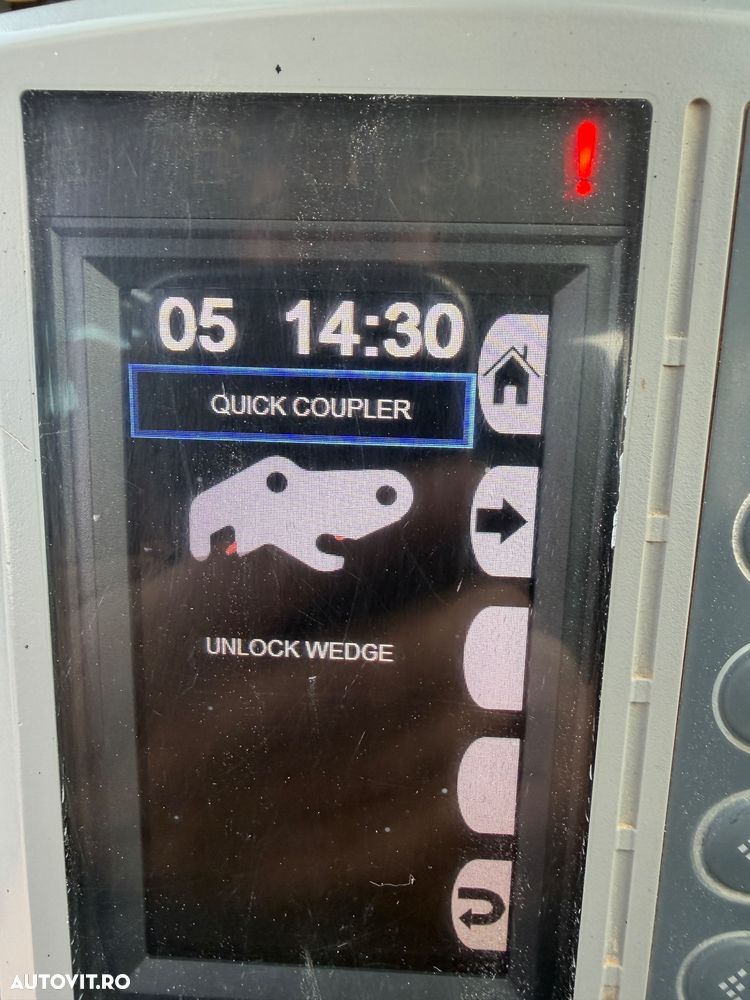 05 14:30
QUICK COUPLER
UNLOCK WEDGE
AUTOVIT.RO